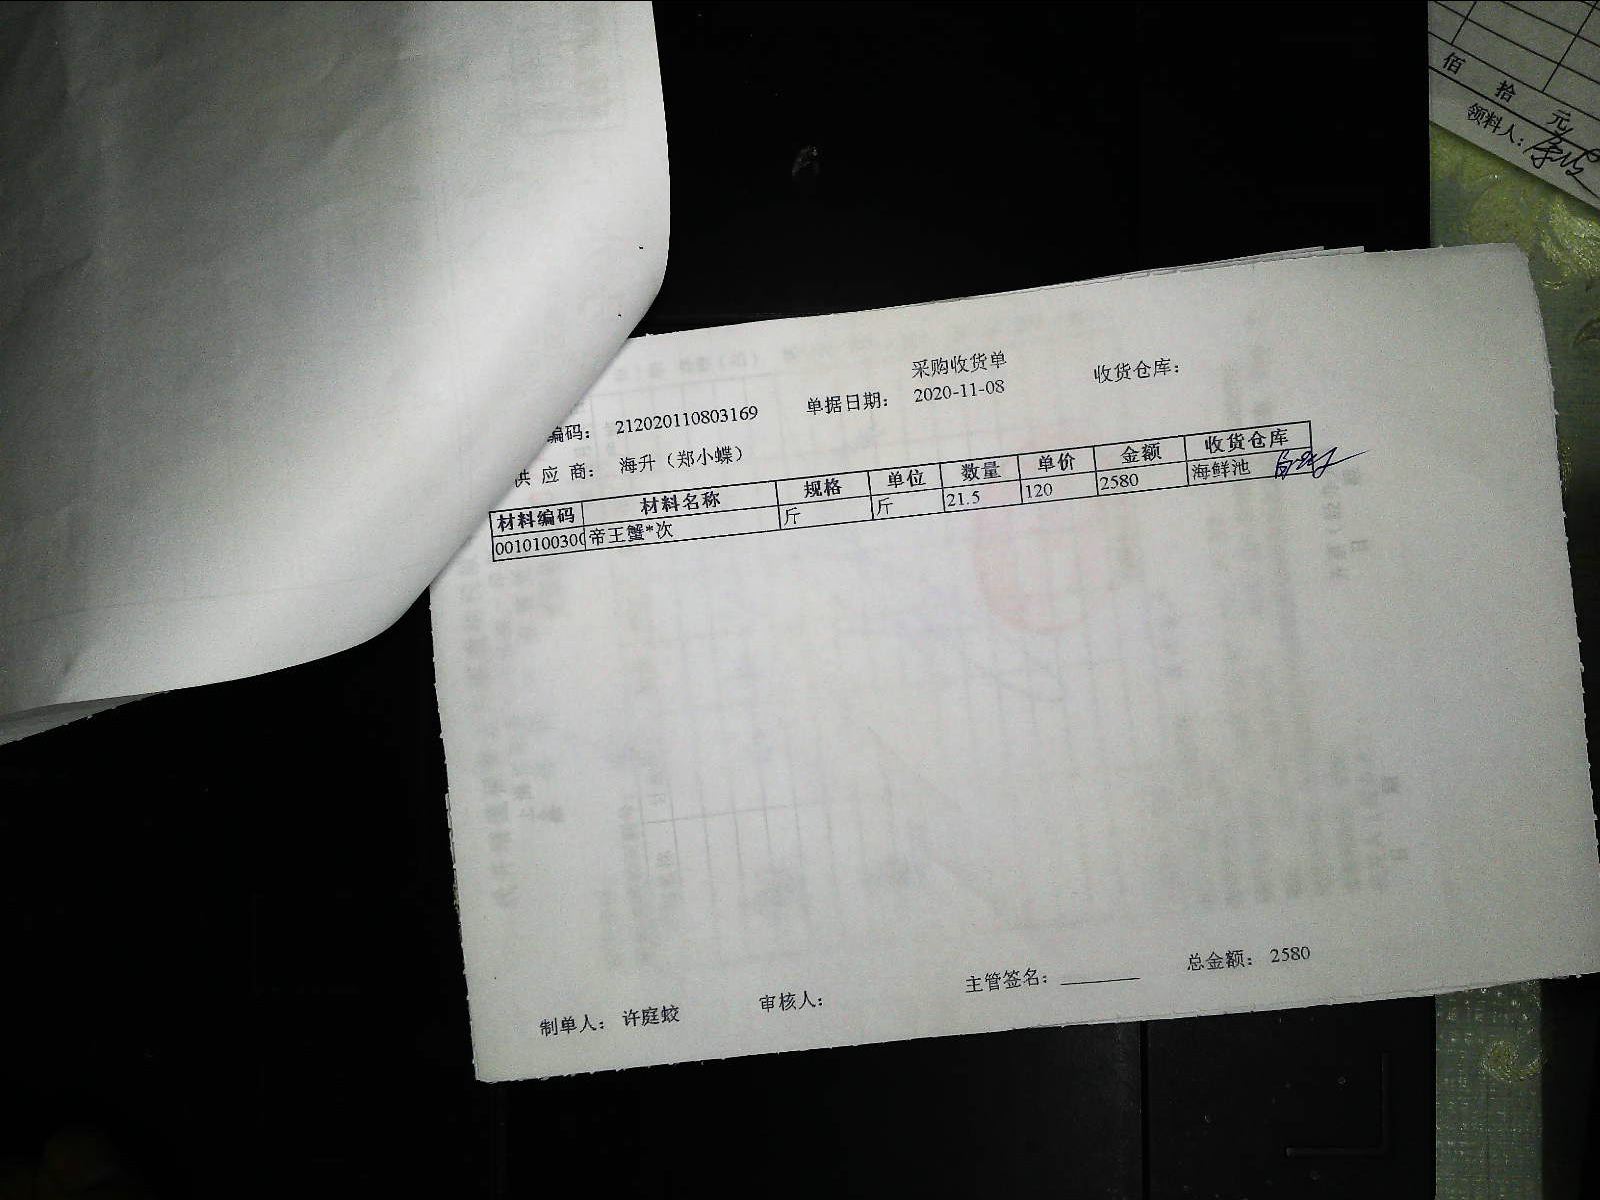 佰 拾 元
领料人:
采购收货单
编码: 212020110803169 单据日期: 2020-11-08 收货仓库:
供 应 商: 海升（郑小蝶）
材料编码 材料名称 规格 单位 数量 单价 金额 收货仓库
0010100300 帝王蟹*次 斤 斤 21.5 120 2580 海鲜池
制单人: 许庭蛟 审核人: 主管签名: 总金额: 2580